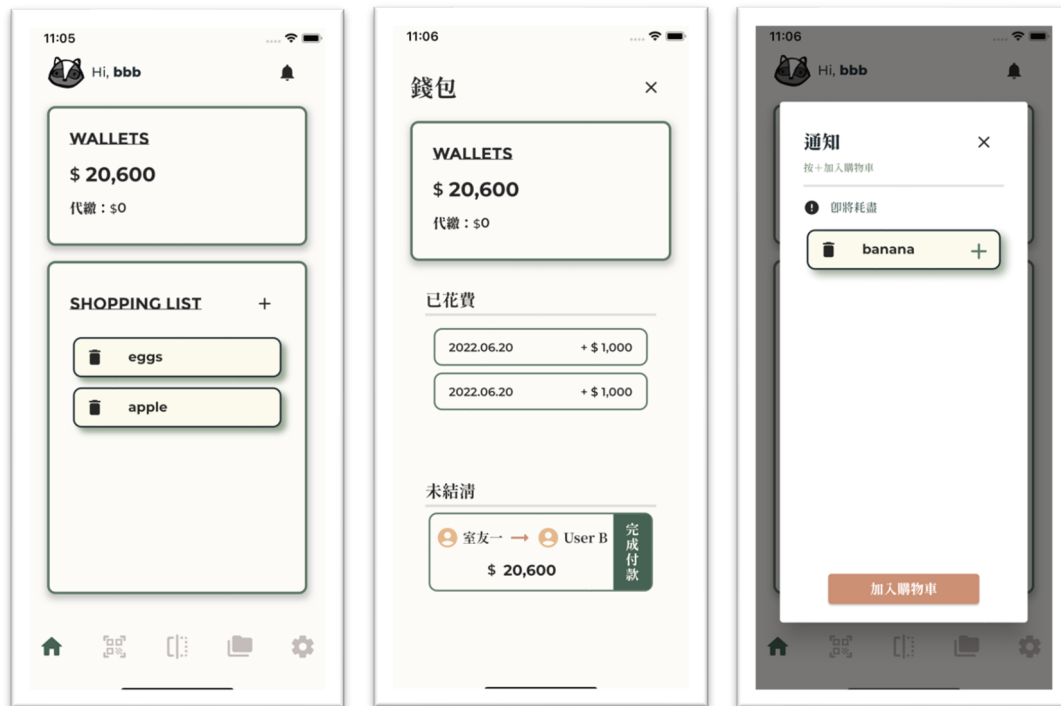 11:05
Hi, bbb
WALLETS
$ 20,600
代繳：$0
SHOPPING LIST +
eggs
apple
11:06
錢包 ×
WALLETS
$ 20,600
代繳：$0
已花費
2022.06.20 + $ 1,000
2022.06.20 + $ 1,000
未結清
室友一 → User B
$ 20,600
完成付款
11:06
Hi, bbb
通知 ×
按＋加入購物車
即將耗盡
banana +
加入購物車